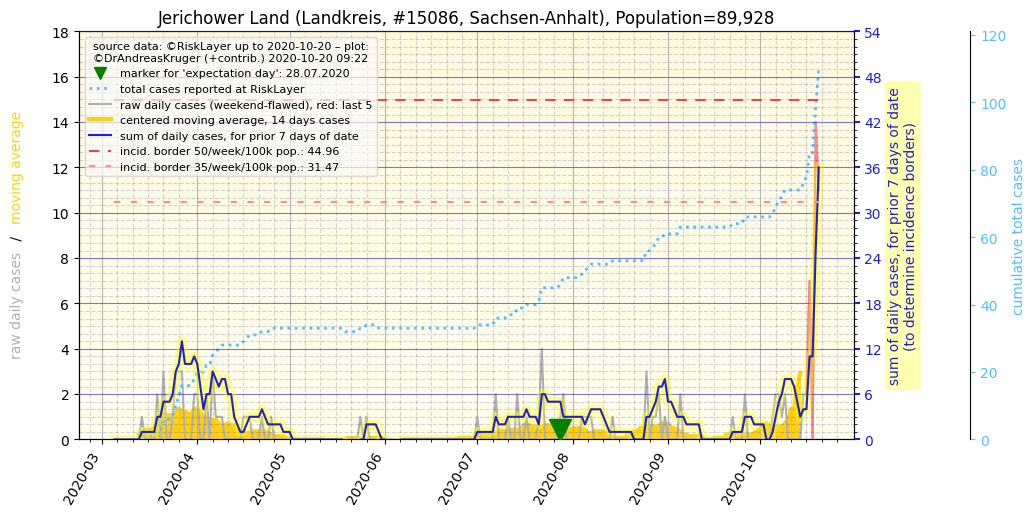 Jerichower Land (Landkreis, #15086, Sachsen-Anhalt), Population=89,928
source data: ©RiskLayer up to 2020-10-20 – plot:
©DrAndreasKruger (+contrib.) 2020-10-20 09:22
marker for 'expectation day': 28.07.2020
total cases reported at RiskLayer
raw daily cases (weekend-flawed), red: last 5
centered moving average, 14 days cases
sum of daily cases, for prior 7 days of date
incid. border 50/week/100k pop.: 44.96
incid. border 35/week/100k pop.: 31.47
raw daily cases / moving average
18
16
14
12
10
8
6
4
2
0
2020-03
2020-04
2020-05
2020-06
2020-07
2020-08
2020-09
2020-10
54
48
42
36
30
24
18
12
6
0
sum of daily cases, for prior 7 days of date
(to determine incidence borders)
120
100
80
60
40
20
0
cumulative total cases